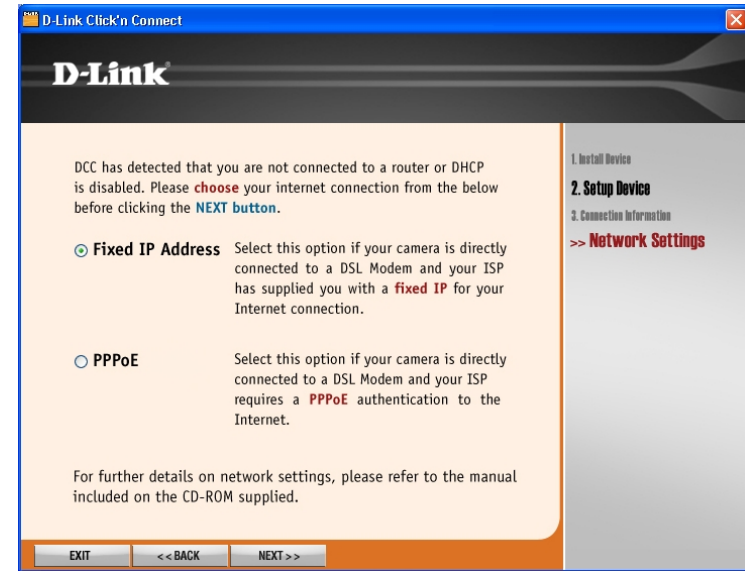 D-Link Click'n Connect
D-Link
DCC has detected that you are not connected to a router or DHCP
is disabled. Please choose your internet connection from the below
before clicking the NEXT button.
Fixed IP Address
Select this option if your camera is directly
connected to a DSL Modem and your ISP
has supplied you with a fixed IP for your
Internet connection.
PPPoE
Select this option if your camera is directly
connected to a DSL Modem and your ISP
requires a PPPoE authentication to the
Internet.
For further details on network settings, please refer to the manual
included on the CD-ROM supplied.
1. Install Device
2. Setup Device
3. Connection Information
>> Network Settings
EXIT
<<BACK
NEXT>>